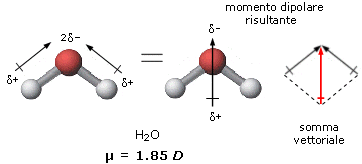 momento dipolare
risultante
2δ-
δ-
δ+
δ+
=
δ+
H₂O
μ = 1.85 D
somma
vettoriale